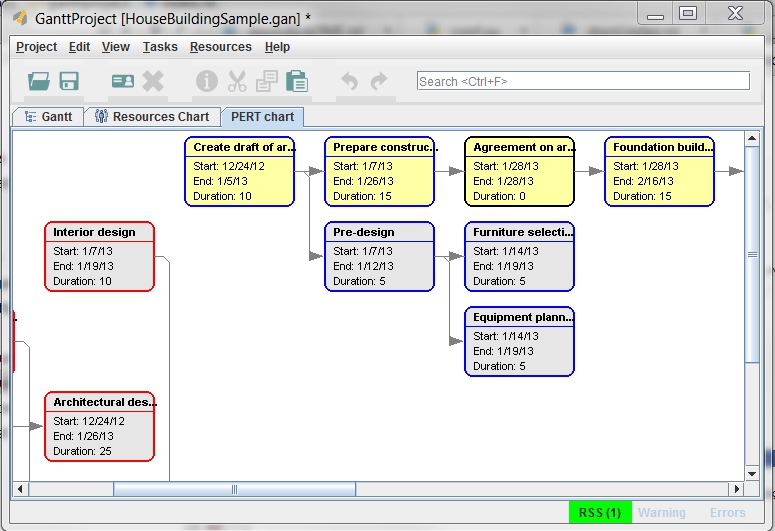 GanttProject [HouseBuildingSample.gan] *
Project Edit View Tasks Resources Help
Search <Ctrl+F>
Gantt Resources Chart PERT chart
Create draft of ar...
Start: 12/24/12
End: 1/5/13
Duration: 10
Prepare construc...
Start: 1/7/13
End: 1/26/13
Duration: 15
Agreement on ar...
Start: 1/28/13
End: 1/28/13
Duration: 0
Foundation build...
Start: 1/28/13
End: 2/16/13
Duration: 15
Interior design
Start: 1/7/13
End: 1/19/13
Duration: 10
Pre-design
Start: 1/7/13
End: 1/12/13
Duration: 5
Furniture selecti...
Start: 1/14/13
End: 1/19/13
Duration: 5
Equipment plann...
Start: 1/14/13
End: 1/19/13
Duration: 5
Architectural des...
Start: 12/24/12
End: 1/26/13
Duration: 25
RSS (1) Warning Errors